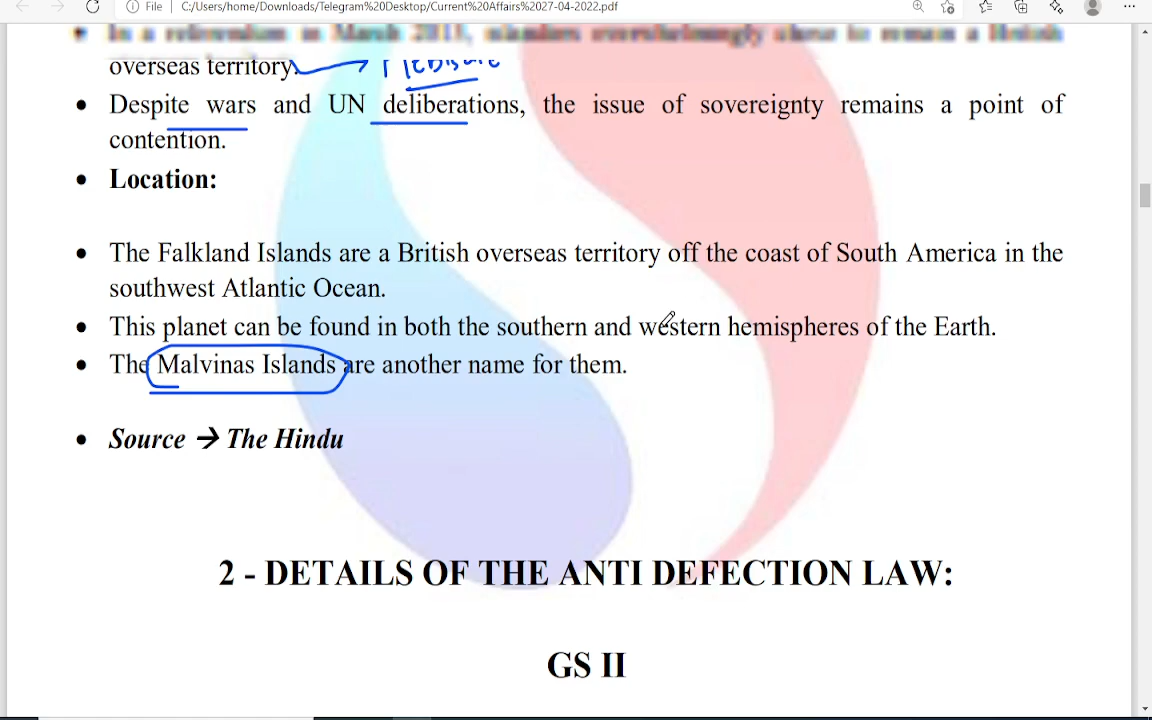 File
C:/Users/home/Downloads/Telegram%20Desktop/Current%20Affairs%2027-04-2022.pdf
overseas territory.
• Despite wars and UN deliberations, the issue of sovereignty remains a point of
contention.
• Location:
• The Falkland Islands are a British overseas territory off the coast of South America in the
southwest Atlantic Ocean.
• This planet can be found in both the southern and western hemispheres of the Earth.
• The Malvinas Islands are another name for them.
• Source → The Hindu
2 - DETAILS OF THE ANTI DEFECTION LAW:
GS II